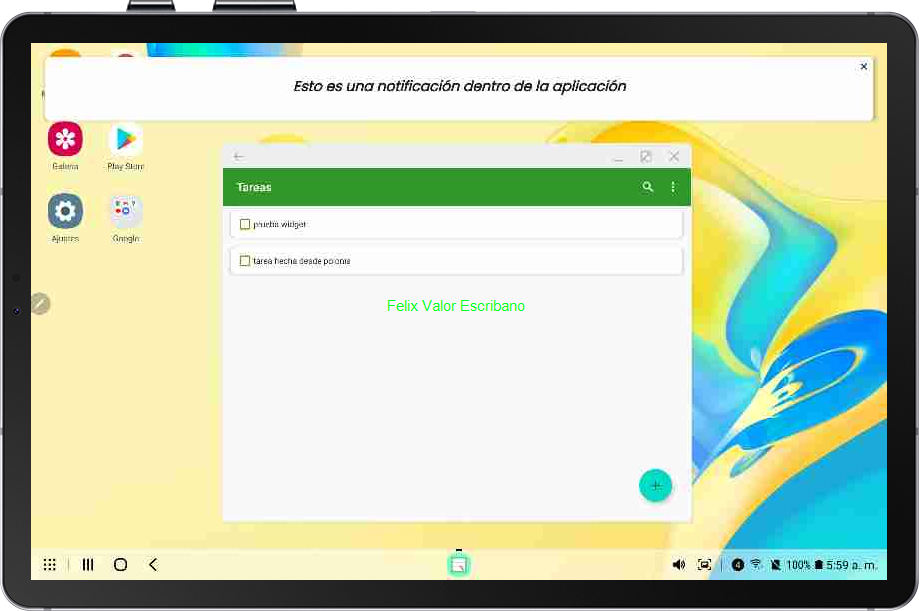 Esto es una notificación dentro de la aplicación
Galería
Play Store
Ajustes
Google
Tareas
prueba widget
tarea hecha desde polonia
Felix Valor Escribano
4
100%
5:59 a. m.